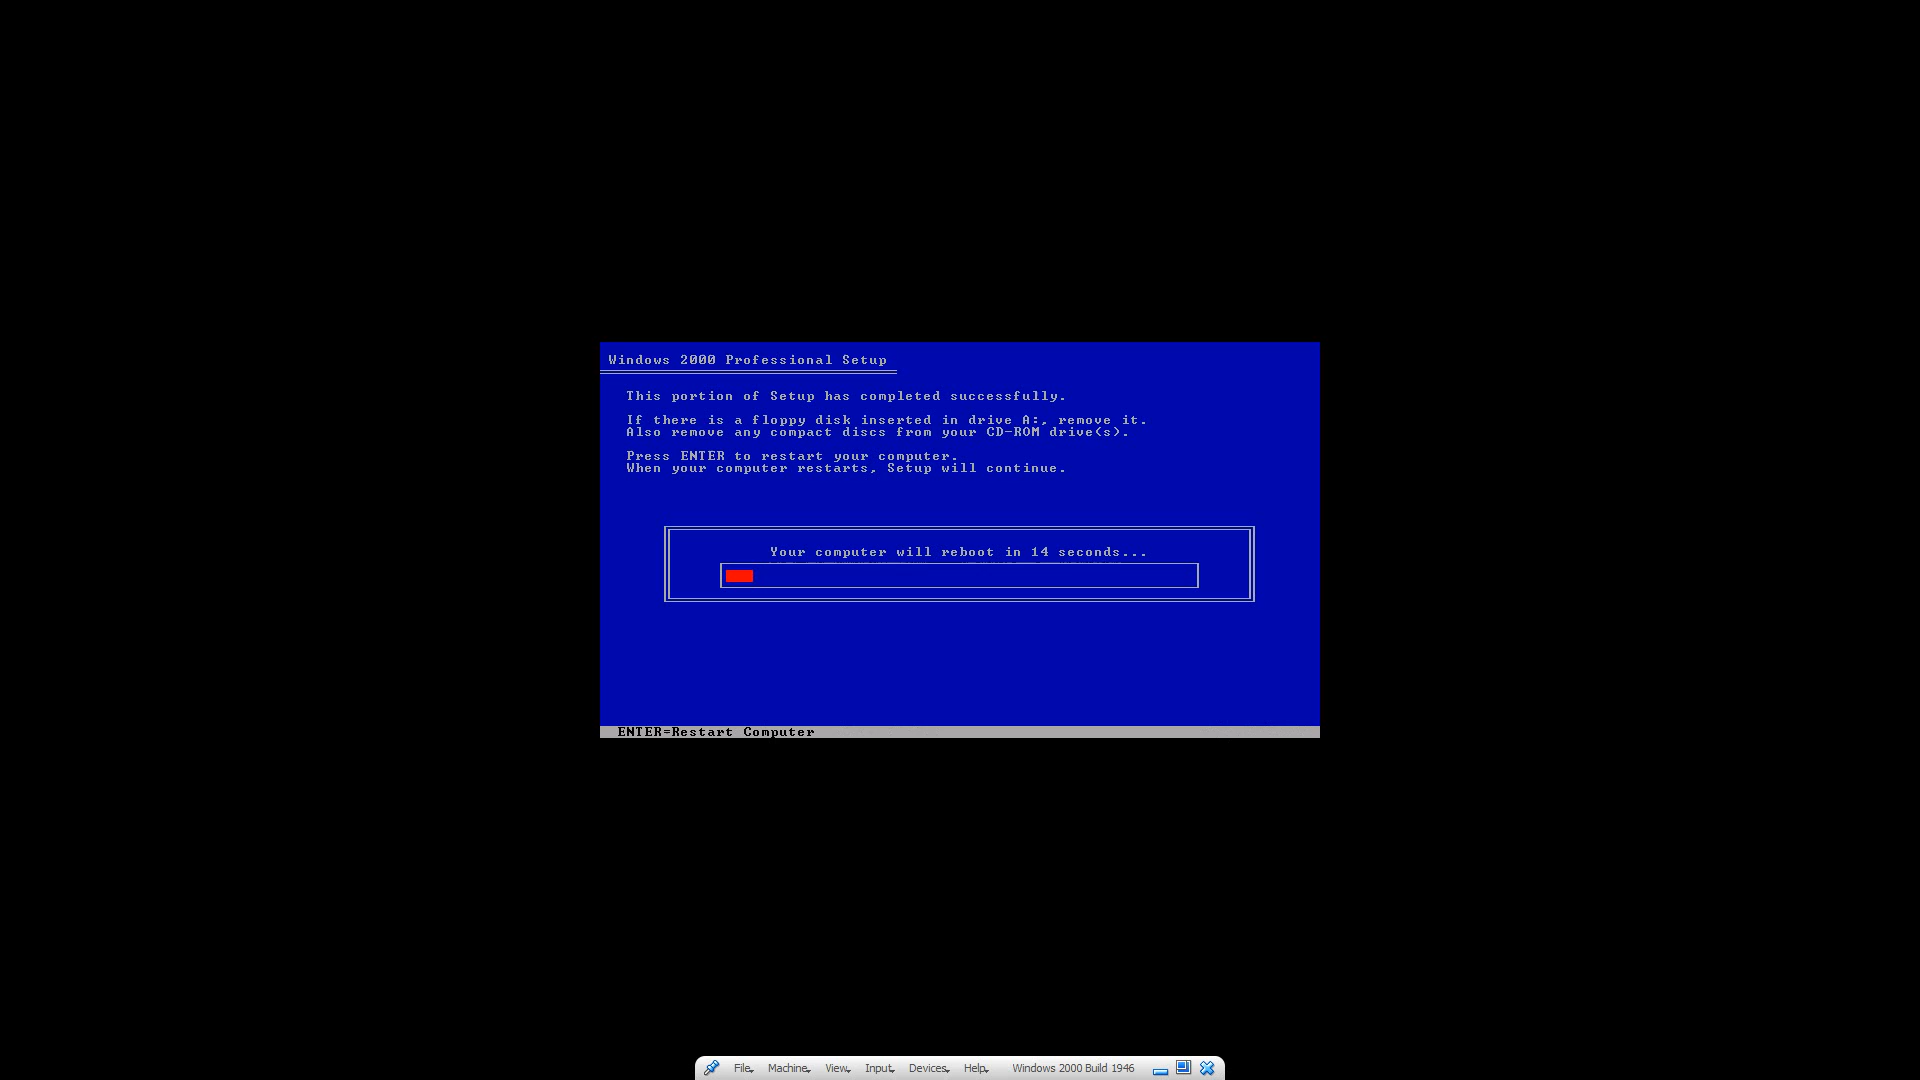 Windows 2000 Professional Setup
This portion of Setup has completed successfully.
If there is a floppy disk inserted in drive A:, remove it.
Also remove any compact discs from your CD-ROM drive(s).
Press ENTER to restart your computer.
When your computer restarts, Setup will continue.
Your computer will reboot in 14 seconds...
ENTER=Restart Computer
File Machine View Input Devices Help Windows 2000 Build 1946